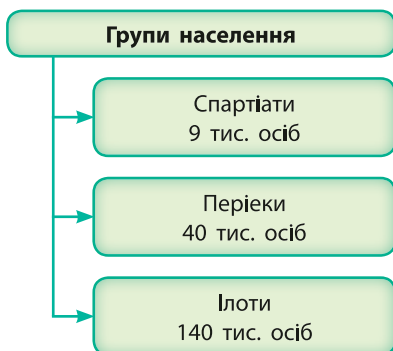 Групи населення
Спартіати
9 тис. осіб
Періеки
40 тис. осіб
Ілоти
140 тис. осіб